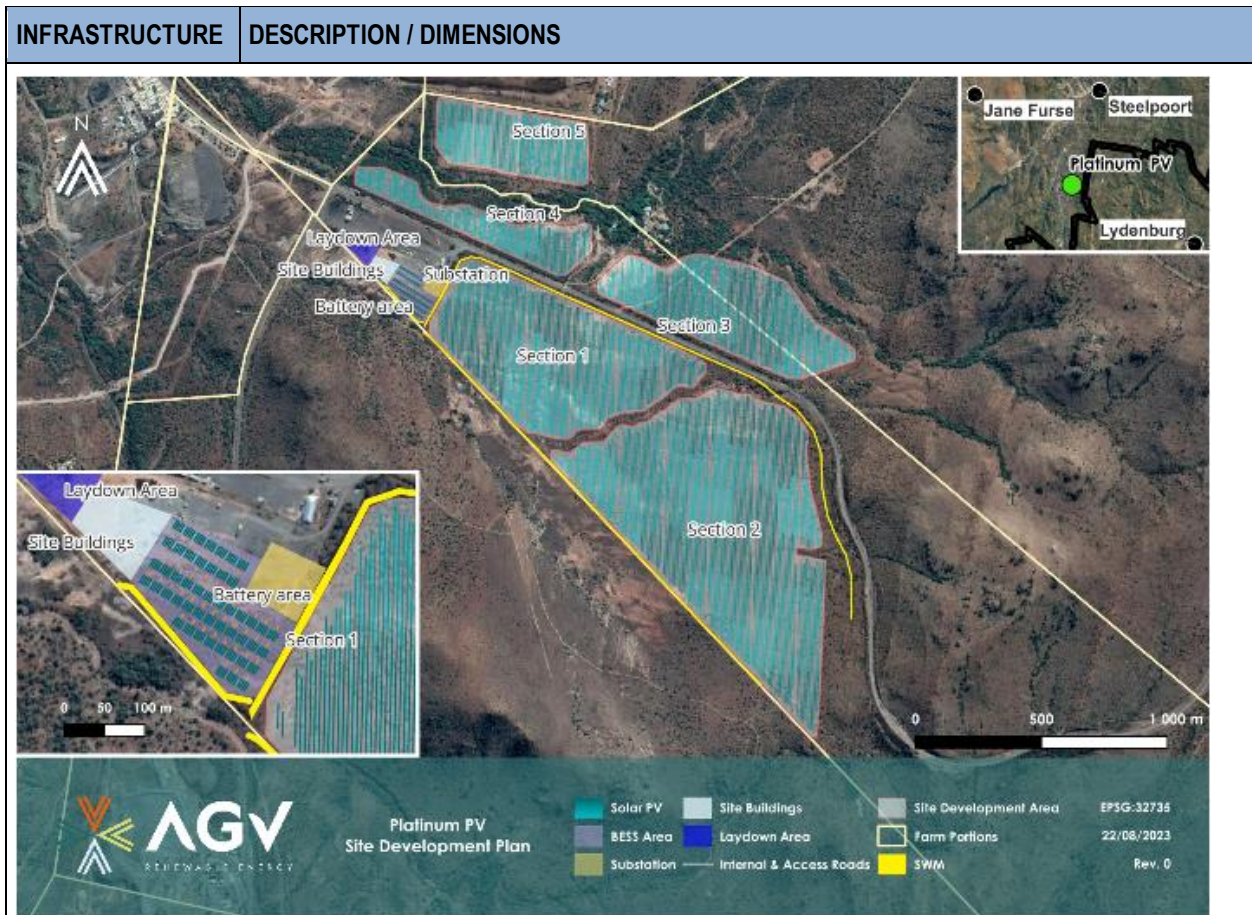 INFRASTRUCTURE DESCRIPTION / DIMENSIONS
N
Section 5
Jane Furse
Steelpoort
Platinum PV
Lydenburg
Section 4
Laydown Area
Site Buildings
Substation
Battery area
Section 3
Section 1
Section 2
Laydown Area
Site Buildings
Battery area
Section 1
0 50 100 m
0 500 1 000 m
AGV
RENEWABLE ENERGY
Platinum PV
Site Development Plan
Solar PV
Site Buildings
Site Development Area
EPSG:32735
BESS Area
Laydown Area
Farm Portions
22/08/2023
Substation
Internal & Access Roads
SWM
Rev. 0